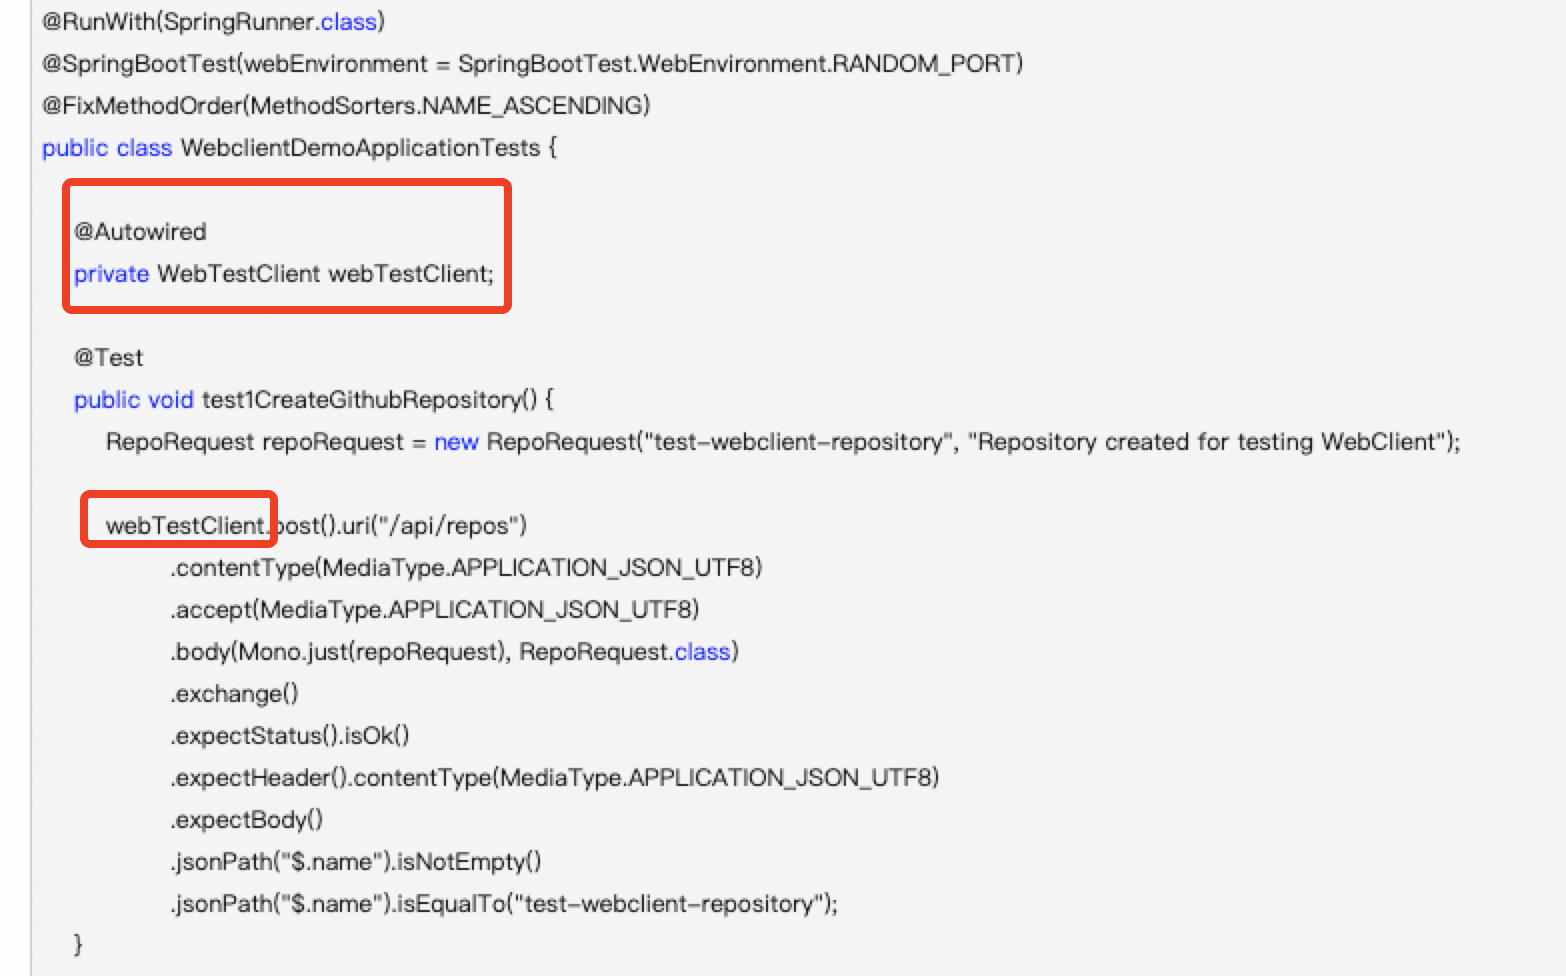 @RunWith(SpringRunner.class)
@SpringBootTest(webEnvironment = SpringBootTest.WebEnvironment.RANDOM_PORT)
@FixMethodOrder(MethodSorters.NAME_ASCENDING)
public class WebclientDemoApplicationTests {
@Autowired
private WebTestClient webTestClient;
@Test
public void test1CreateGithubRepository() {
RepoRequest repoRequest = new RepoRequest("test-webclient-repository", "Repository created for testing WebClient");
webTestClient.post().uri("/api/repos")
.contentType(MediaType.APPLICATION_JSON_UTF8)
.accept(MediaType.APPLICATION_JSON_UTF8)
.body(Mono.just(repoRequest), RepoRequest.class)
.exchange()
.expectStatus().isOk()
.expectHeader().contentType(MediaType.APPLICATION_JSON_UTF8)
.expectBody()
.jsonPath("$.name").isNotEmpty()
.jsonPath("$.name").isEqualTo("test-webclient-repository");
}